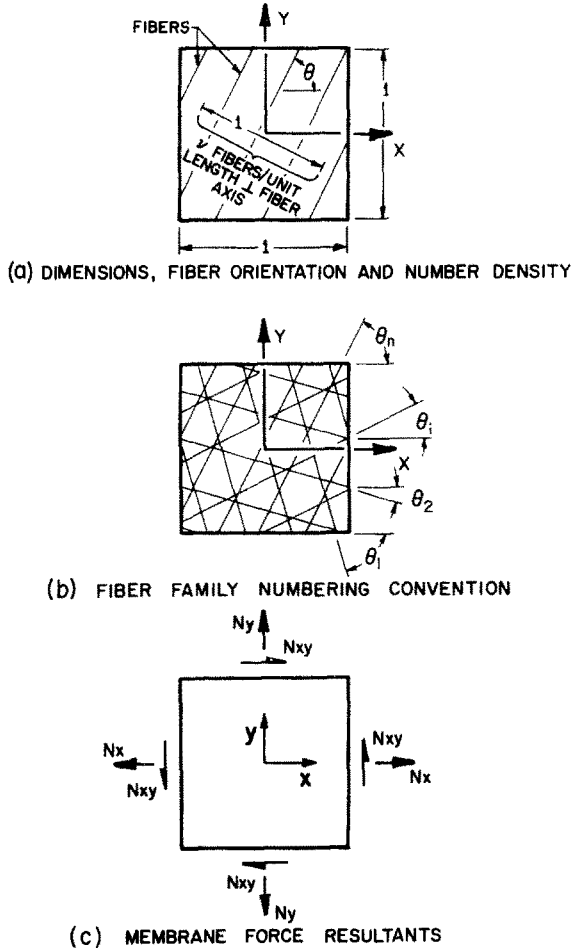 Y
FIBERS
θ
1
1
X
ν FIBERS/UNIT
LENGTH ⊥ FIBER
AXIS
1
(a) DIMENSIONS, FIBER ORIENTATION AND NUMBER DENSITY
Y
θn
θi
X
θ2
θ1
(b) FIBER FAMILY NUMBERING CONVENTION
Ny
Nxy
y
x
Nx
Nxy
Nxy
Nx
Nxy
Ny
(c) MEMBRANE FORCE RESULTANTS